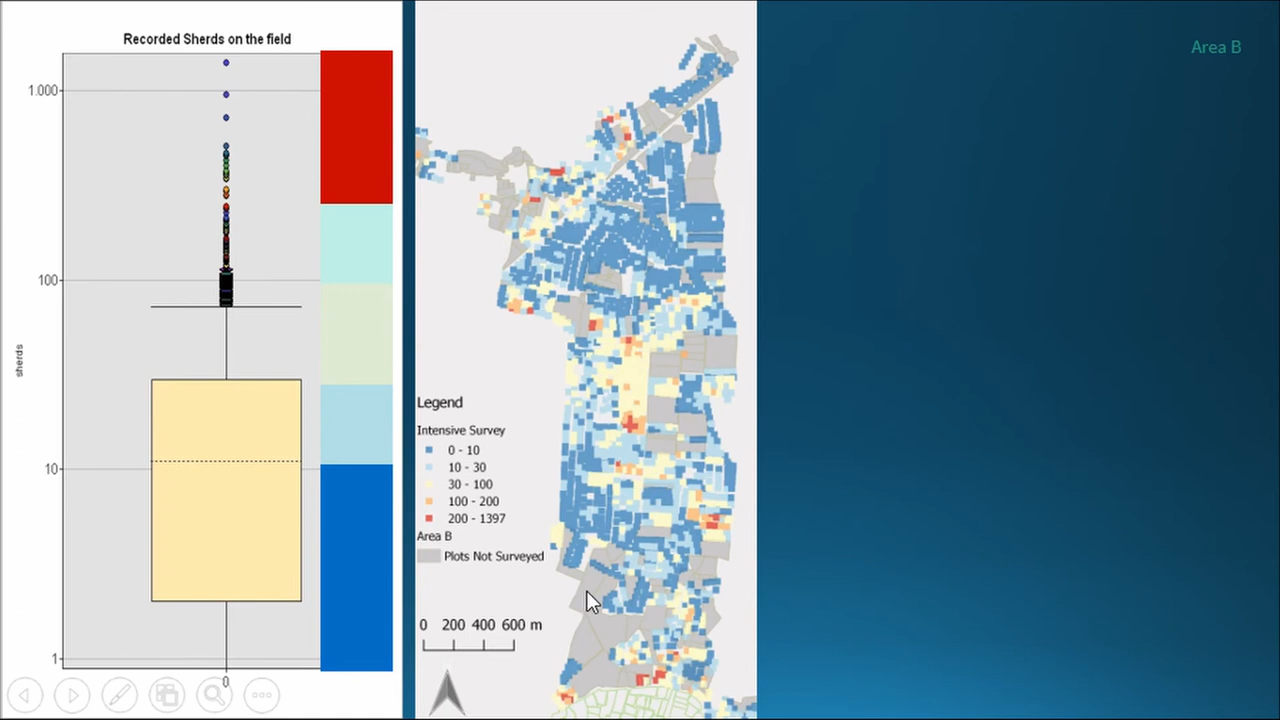 Recorded Sherds on the field
1.000
100
sherds
10
1
0
Legend
Intensive Survey
0 - 10
10 - 30
30 - 100
100 - 200
200 - 1397
Area B
Plots Not Surveyed
0 200 400 600 m
Area B